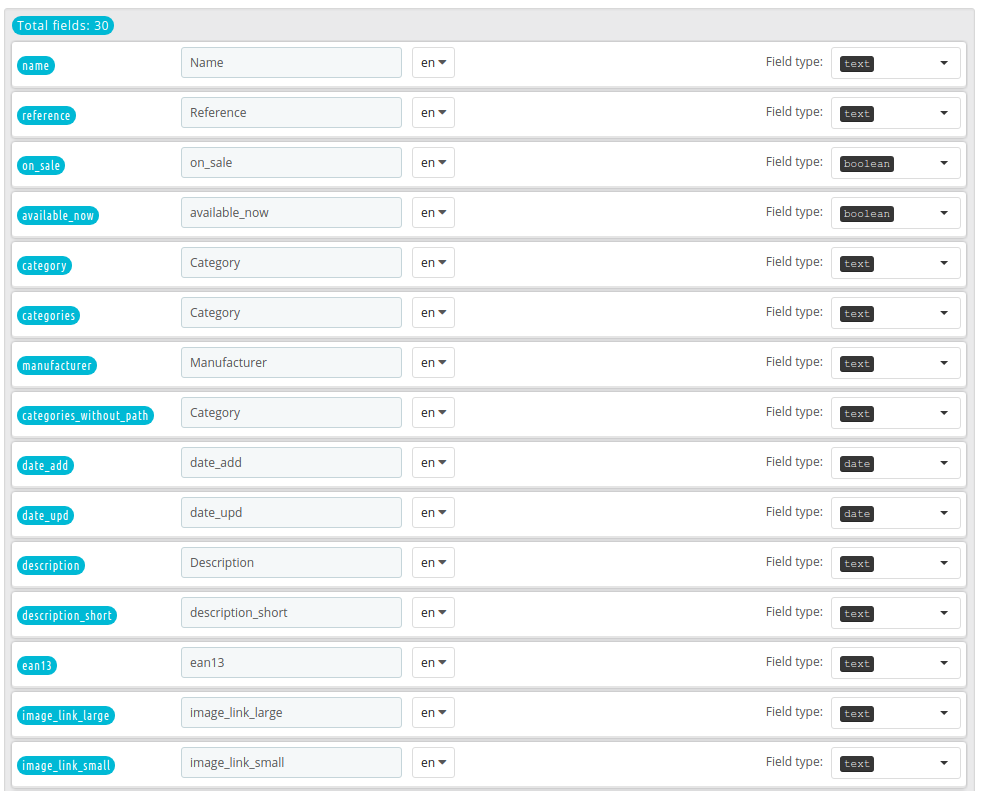 Total fields: 30
name Name en Field type: text
reference Reference en Field type: text
on_sale on_sale en Field type: boolean
available_now available_now en Field type: boolean
category Category en Field type: text
categories Category en Field type: text
manufacturer Manufacturer en Field type: text
categories_without_path Category en Field type: text
date_add date_add en Field type: date
date_upd date_upd en Field type: date
description Description en Field type: text
description_short description_short en Field type: text
ean13 ean13 en Field type: text
image_link_large image_link_large en Field type: text
image_link_small image_link_small en Field type: text